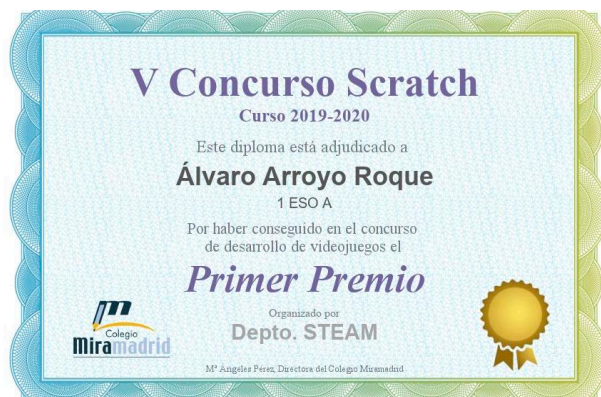 V Concurso Scratch
Curso 2019-2020
Este diploma está adjudicado a
Álvaro Arroyo Roque
1 ESO A
Por haber conseguido en el concurso
de desarrollo de videojuegos el
Primer Premio
Organizado por
Depto. STEAM
Colegio
Miramadrid
Mª Angeles Pérez, Directora del Colegio Miramadrid